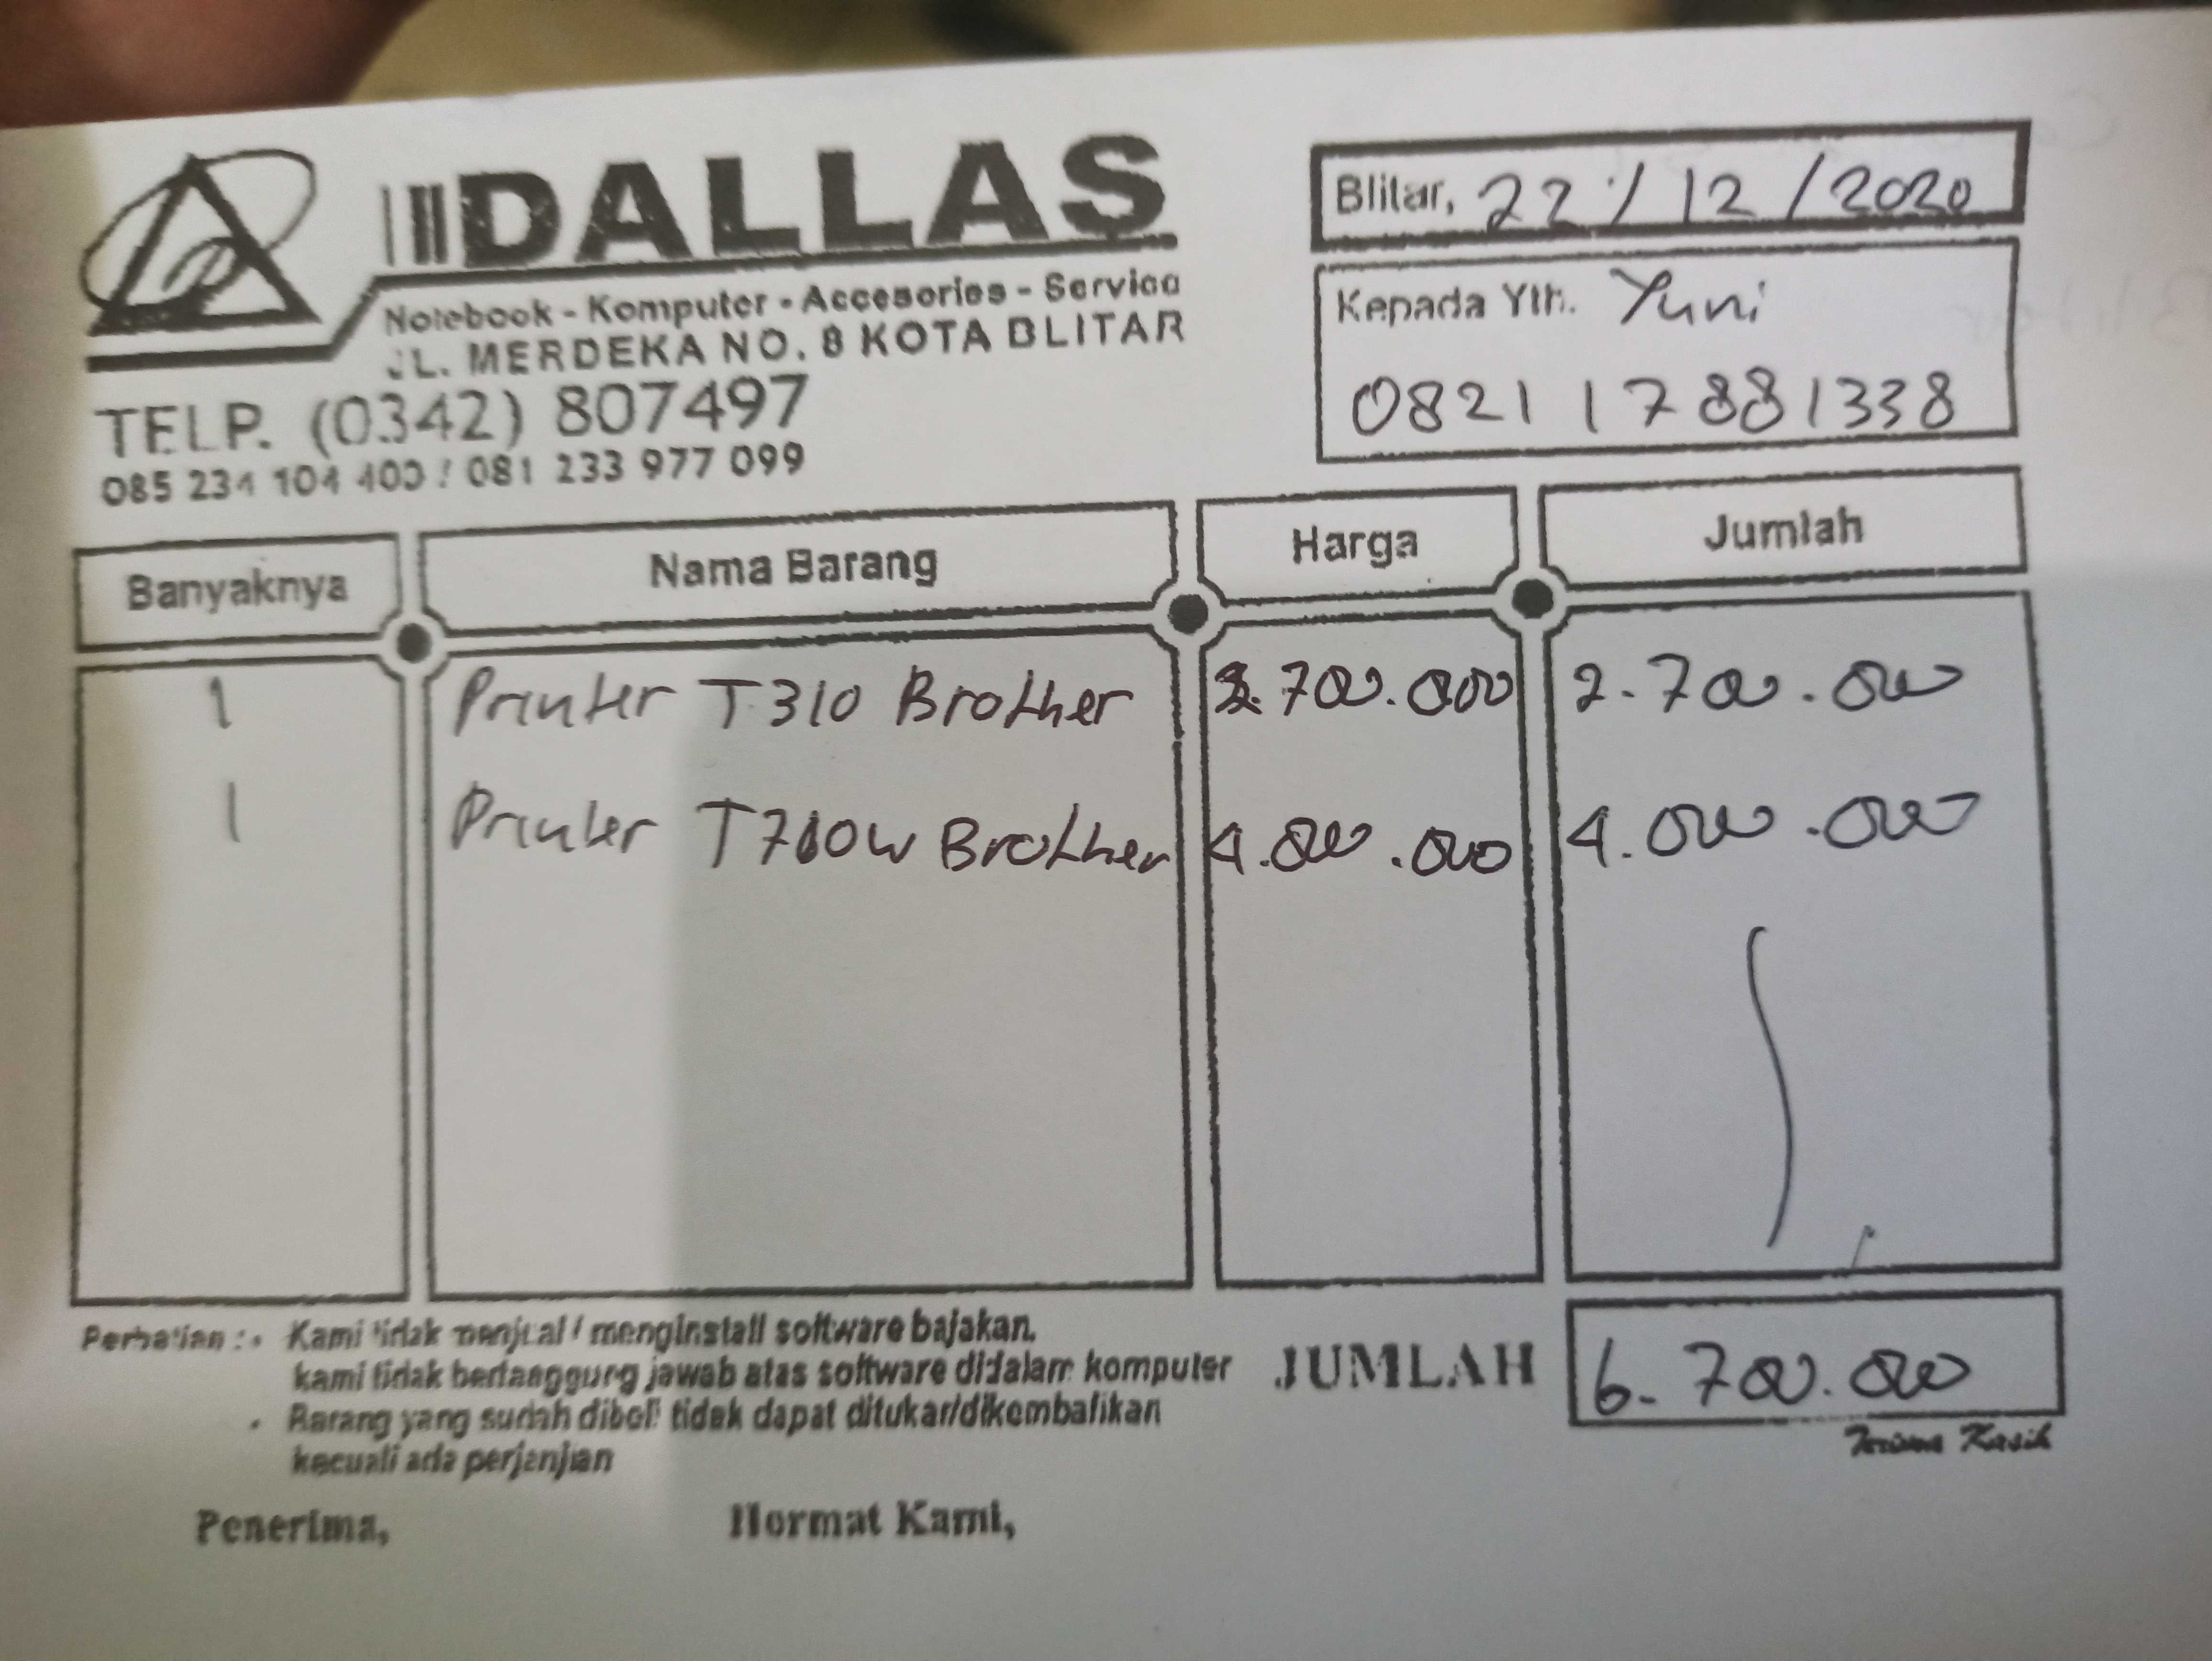 DALLAS
Notebook - Komputer - Accesories - Service
JL. MERDEKA NO. 8 KOTA BLITAR
TELP. (0342) 807497
085 234 104 400 / 081 233 977 099
Blitar, 22 / 12 / 2020
Kepada Yth. Yuni
082117881338
Banyaknya Nama Barang Harga Jumlah
1 Printer T310 Brother 2.700.000 2.700.000
1 Printer T710W Brother 4.000.000 4.000.000
Perhatian : • Kami tidak menjual / menginstall software bajakan.
kami tidak bertanggung jawab atas software didalam komputer
• Barang yang sudah dibeli tidak dapat ditukar/dikembalikan
kecuali ada perjanjian
JUMLAH 6.700.000
Terima Kasih
Penerima, Hormat Kami,